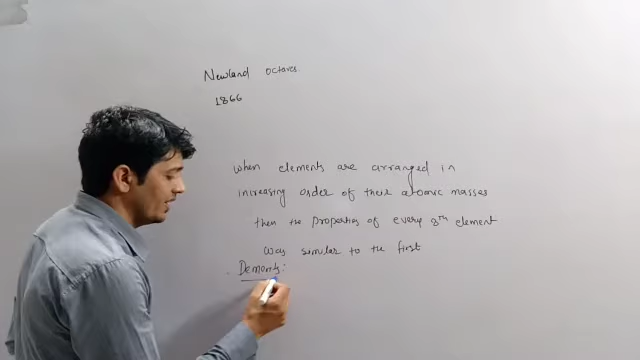 Newland octaves.
1866
When elements are arranged in
increasing order of their atomic masses
then the properties of every 8th element
was similar to the first
Demerits: